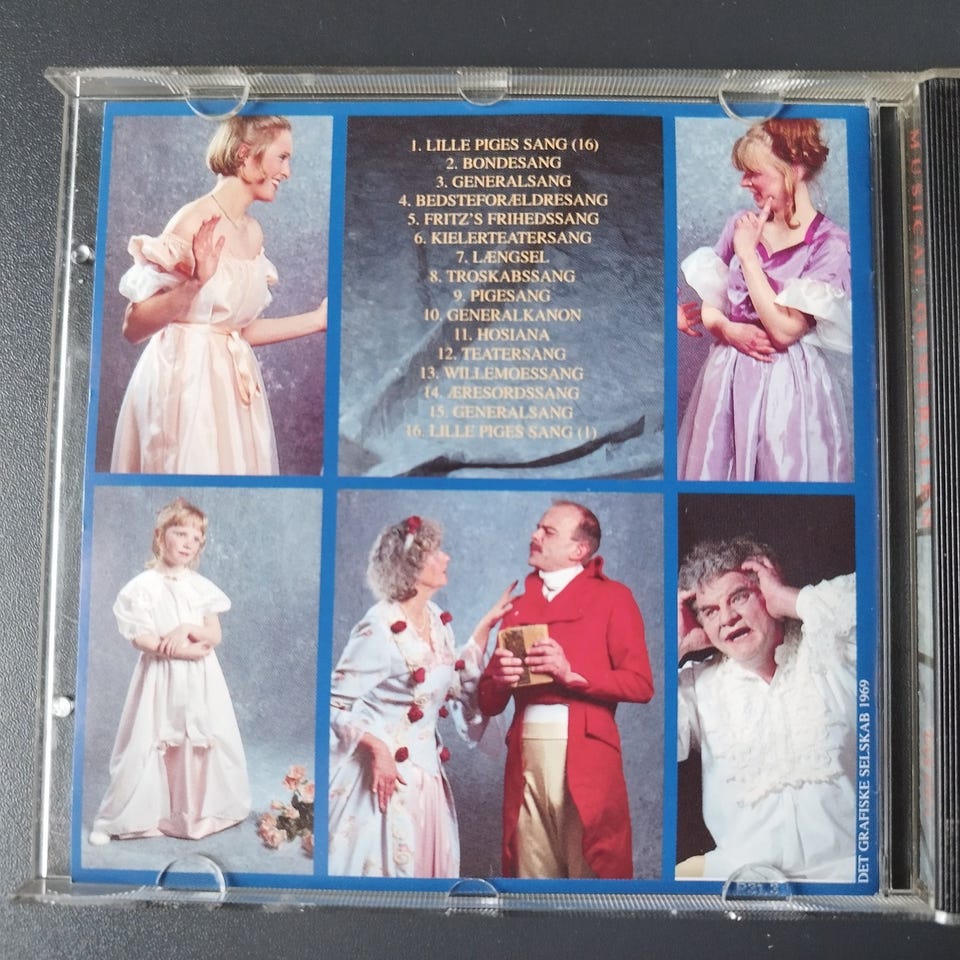 1. LILLE PIGES SANG (16)
2. BONDESANG
3. GENERALSANG
4. BEDSTEFORÆLDRESANG
5. FRITZ'S FRIHEDSSANG
6. KIELERTEATERSANG
7. LÆNGSEL
8. TROSKABSSANG
9. PIGESANG
10. GENERALKANON
11. HOSIANA
12. TEATERSANG
13. WILLEMOESSANG
14. ÆRESORDSSANG
15. GENERALSANG
16. LILLE PIGES SANG (1)
DET GRAFISKE SELSKAB 1969
MUSICAL